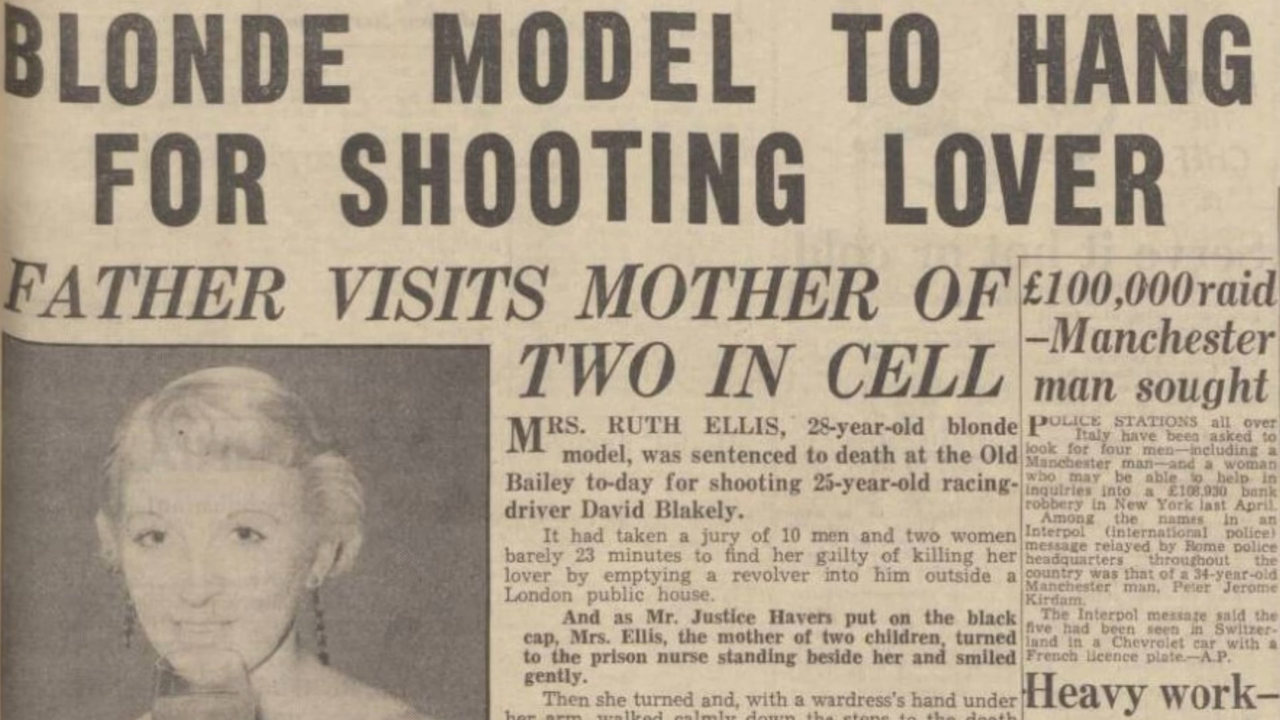 BLONDE MODEL TO HANG
FOR SHOOTING LOVER
FATHER VISITS MOTHER OF
TWO IN CELL
MRS. RUTH ELLIS, 28-year-old blonde
model, was sentenced to death at the Old
Bailey to-day for shooting 25-year-old racing-
driver David Blakely.
It had taken a jury of 10 men and two women
barely 23 minutes to find her guilty of killing her
lover by emptying a revolver into him outside a
London public house.
And as Mr. Justice Havers put on the black
cap, Mrs. Ellis, the mother of two children, turned
to the prison nurse standing beside her and smiled
gently.
Then she turned and, with a wardress's hand under
her arm, walked calmly down the steps to the death
£100,000 raid
–Manchester
man sought
POLICE STATIONS all over
Italy have been asked to
look for four men—including a
Manchester man—and a woman
who may be able to help in
inquiries into a bank
robbery in New York last April.
Among the names in an
Interpol (international police)
message relayed by Rome police
headquarters throughout the
country was that of a 34-year-old
Manchester man, Peter Jerome
Kirdam.
The Interpol message said the
five had been seen in Switzer-
land in a Chevrolet car with a
French licence plate.—A.P.
Heavy work–